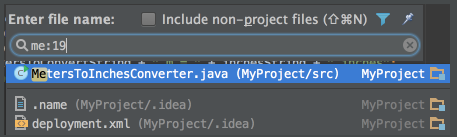 Enter file name: Include non-project files (⇧⌘N)
me:19
MetersToInchesConverter.java (MyProject/src) MyProject
.name (MyProject/.idea)
deployment.xml (MyProject/.idea)